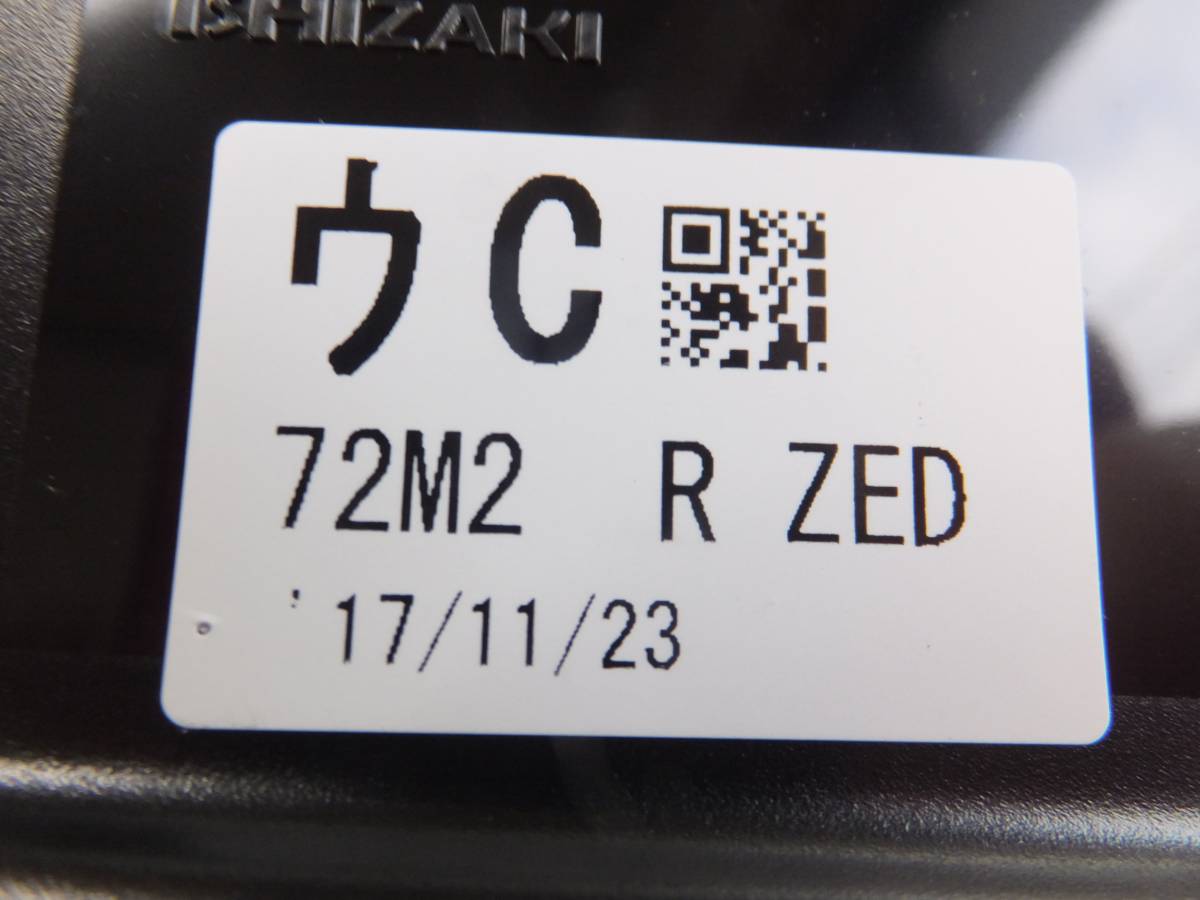 ISHIZAKI
ウC
72M2 R ZED
'17/11/23